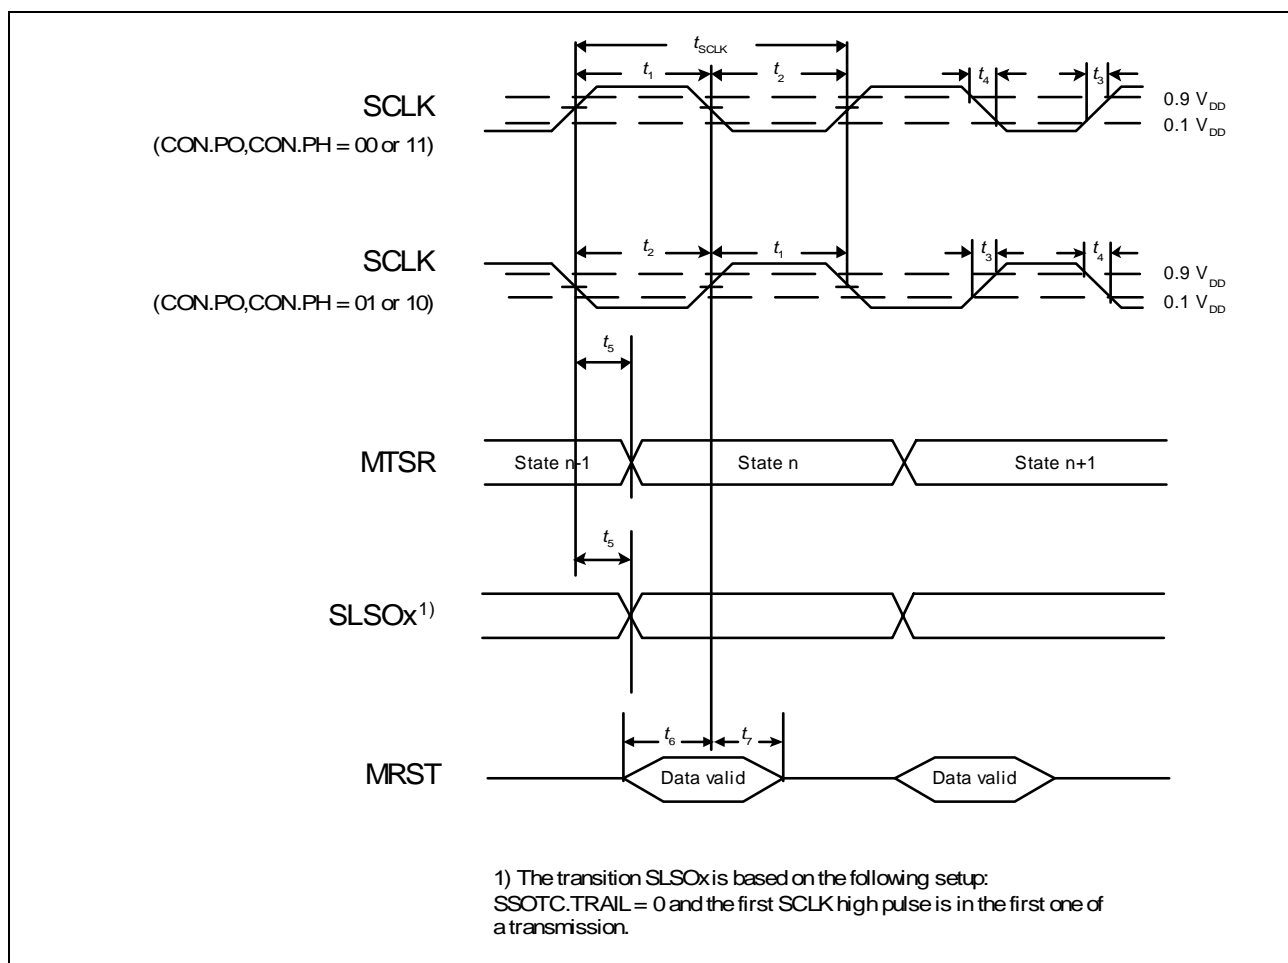 tSCLK
t1 t2 t4 t3
SCLK
0.9 VDD
0.1 VDD
(CON.PO,CON.PH = 00 or 11)
t2 t1 t3 t4
SCLK
0.9 VDD
0.1 VDD
(CON.PO,CON.PH = 01 or 10)
t5
MTSR
State n-1 State n State n+1
t5
SLSOx1)
t6 t7
MRST
Data valid Data valid
1) The transition SLSOx is based on the following setup:
SSOTC.TRAIL = 0 and the first SCLK high pulse is in the first one of
a transmission.